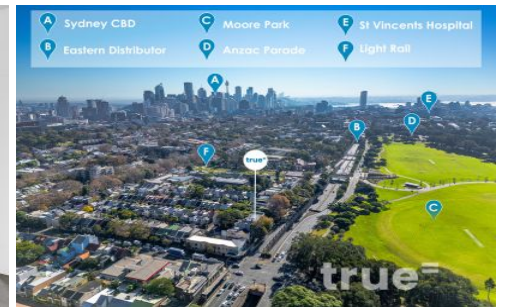 A Sydney CBD C Moore Park E St Vincents Hospital
B Eastern Distributor D Anzac Parade F Light Rail
A
E
B D
F true=
C
true=